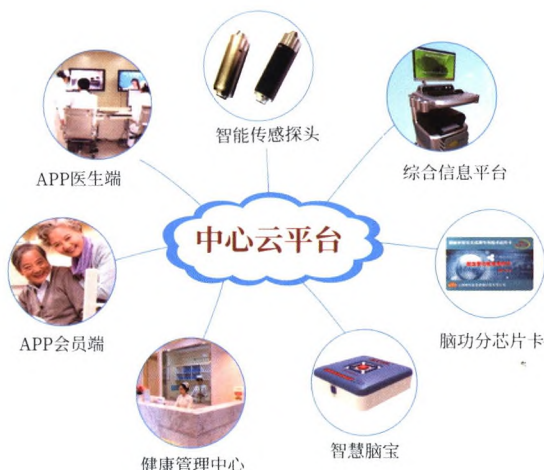 智能传感探头
APP医生端
综合信息平台
中心云平台
APP会员端
脑功分芯片卡
智慧脑宝
健康管理中心